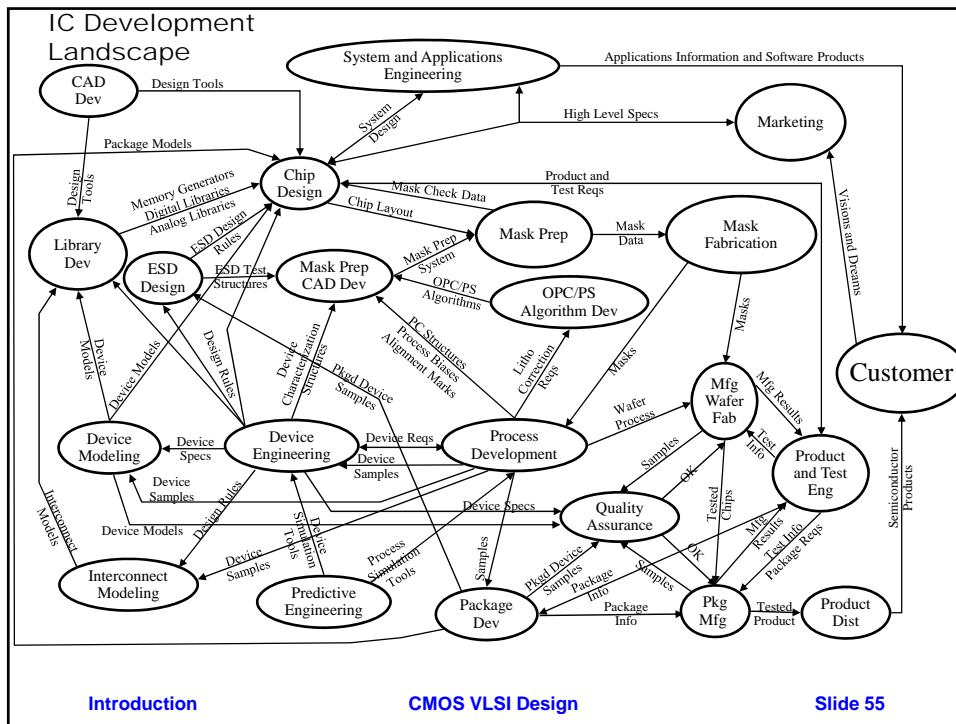 IC Development
Landscape
CAD
Dev
Design Tools
System and Applications
Engineering
Applications Information and Software Products
High Level Specs
Marketing
System
Design
Package Models
Design
Tools
Chip
Design
Product and
Test Reqs
Mask Check Data
Chip Layout
Memory Generators
Digital Libraries
Analog Libraries
Library
Dev
ESD Design
Rules
ESD
Design
ESD Test
Structures
Mask Prep
CAD Dev
Mask Prep
System
Mask Prep
Mask
Data
Mask
Fabrication
Visions and Dreams
OPC/PS
Algorithms
OPC/PS
Algorithm Dev
Masks
Masks
Customer
Device
Models
Device Models
Design Rules
Device
Characterization
Structures
Pkgd Device
Samples
PC Structures
Process Biases
Alignment Marks
Litho
Correction
Reqs
Wafer
Process
Mfg
Wafer
Fab
Mfg Results
Test
Info
Device
Modeling
Device
Specs
Device
Engineering
Device Reqs
Device
Samples
Process
Development
Samples
Product
and Test
Eng
Semiconductor
Products
Device
Samples
Device Models
Design Rules
Device Specs
Quality
Assurance
OK
Tested
Chips
Mfg
Results
Test Info
Package Reqs
Interconnect
Models
Interconnect
Modeling
Device
Samples
Device
Simulation
Tools
Process
Simulation
Tools
Predictive
Engineering
Samples
Pkgd Device
Samples
Package
Info
OK
Samples
Package
Dev
Package
Info
Pkg
Mfg
Tested
Product
Product
Dist
Introduction
CMOS VLSI Design
Slide 55